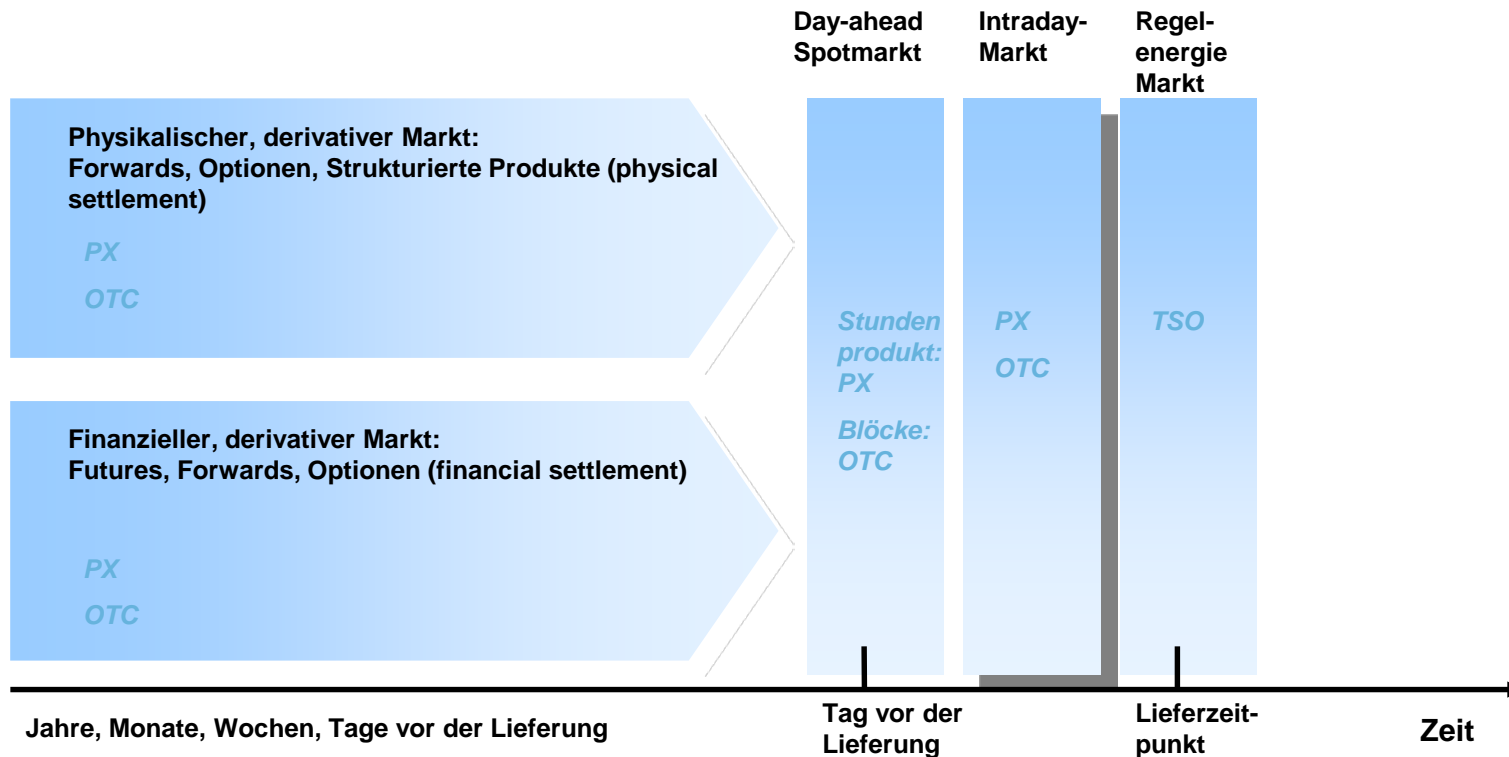 Day-ahead
Spotmarkt
Intraday-
Markt
Regel-
energie
Markt
Physikalischer, derivativer Markt:
Forwards, Optionen, Strukturierte Produkte (physical
settlement)
PX
OTC
Finanzieller, derivativer Markt:
Futures, Forwards, Optionen (financial settlement)
PX
OTC
Stunden
produkt:
PX
Blöcke:
OTC
PX
OTC
TSO
Jahre, Monate, Wochen, Tage vor der Lieferung
Tag vor der
Lieferung
Lieferzeit-
punkt
Zeit